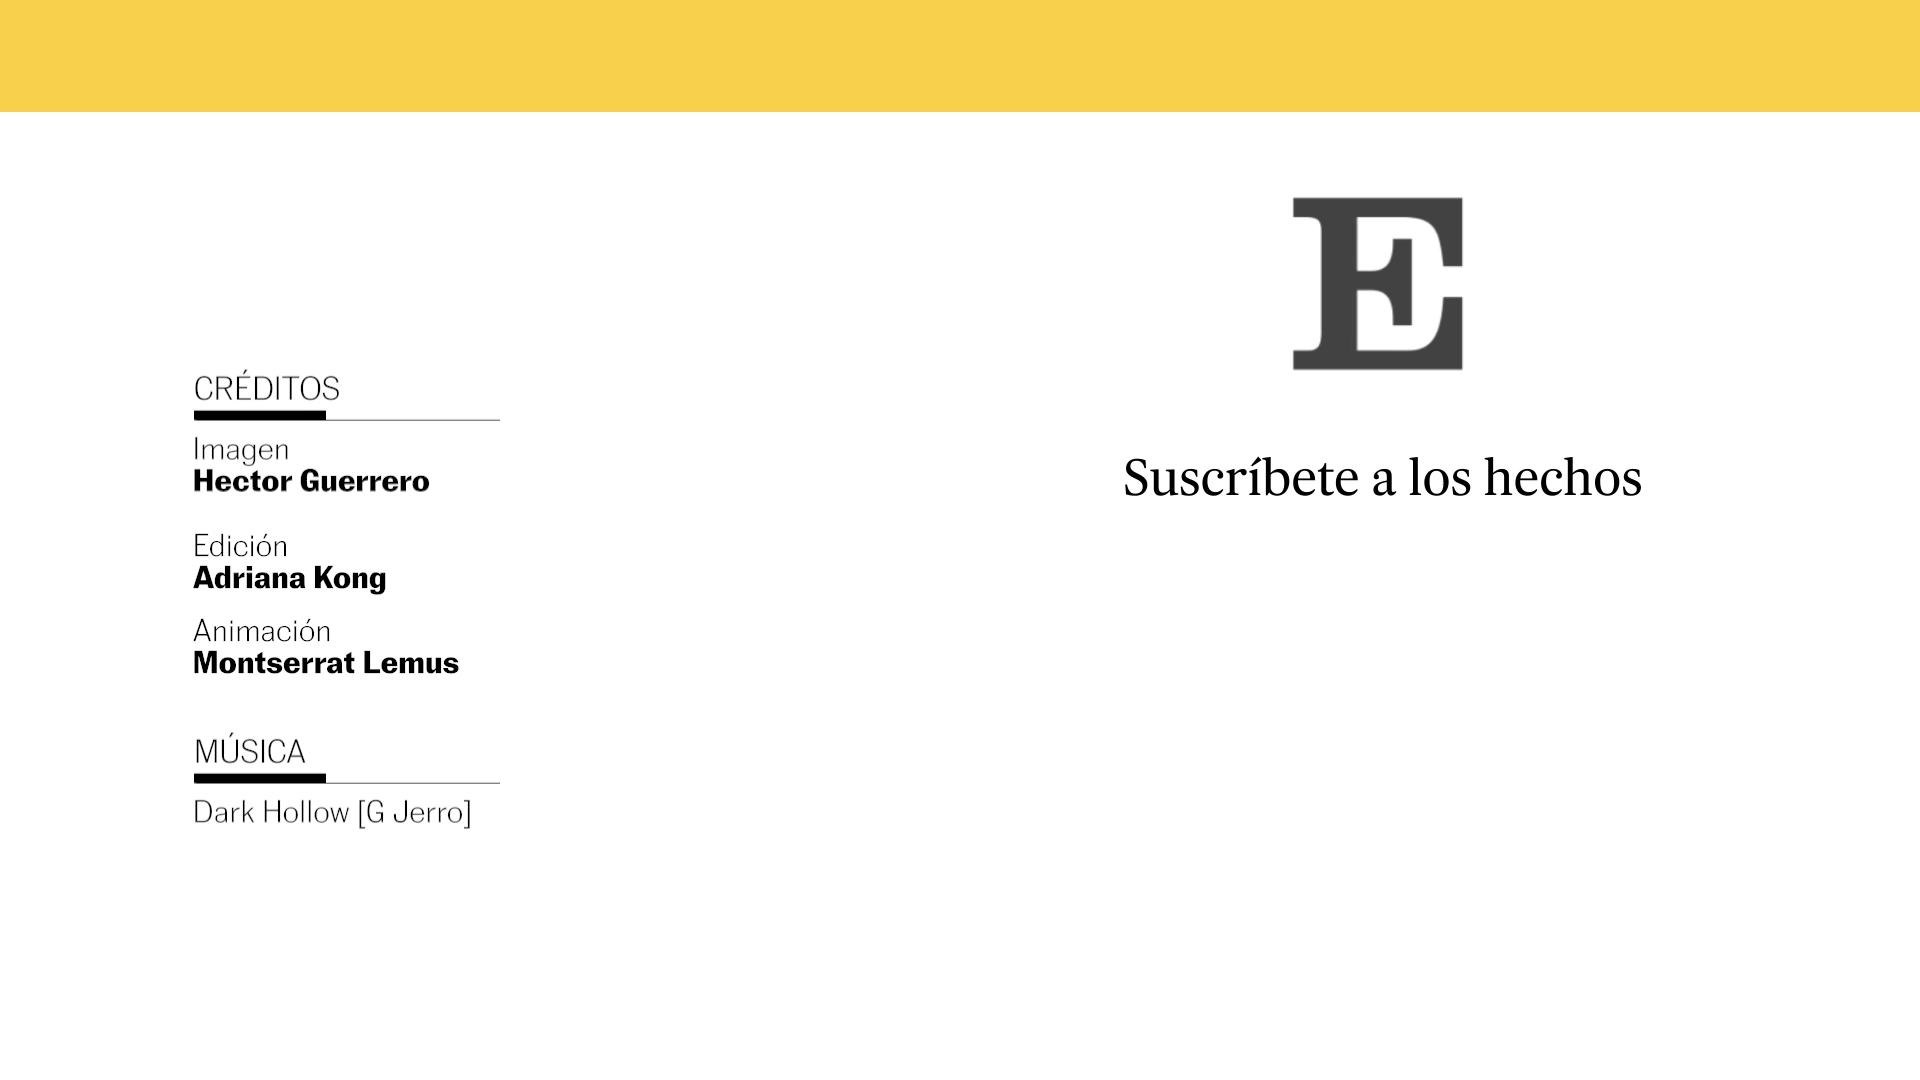 CRÉDITOS
Imagen
Hector Guerrero
Edición
Adriana Kong
Animación
Montserrat Lemus
MÚSICA
Dark Hollow [G Jerro]
E
Suscríbete a los hechos